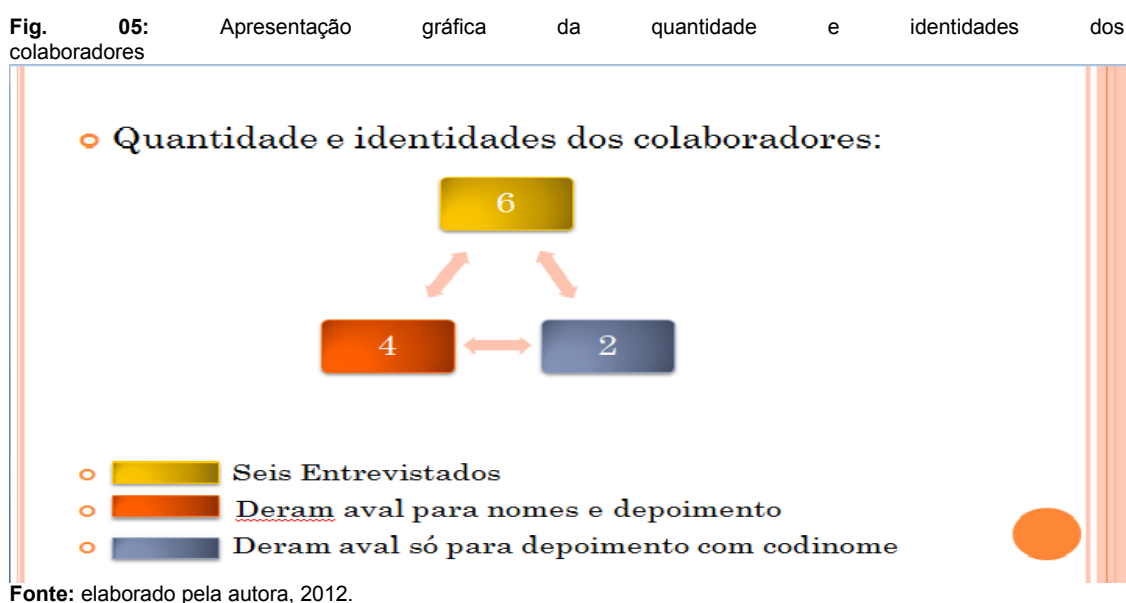 Fig. 05: Apresentação gráfica da quantidade e identidades dos
colaboradores
Quantidade e identidades dos colaboradores:
6
4
2
Seis Entrevistados
Deram aval para nomes e depoimento
Deram aval só para depoimento com codinome
Fonte: elaborado pela autora, 2012.